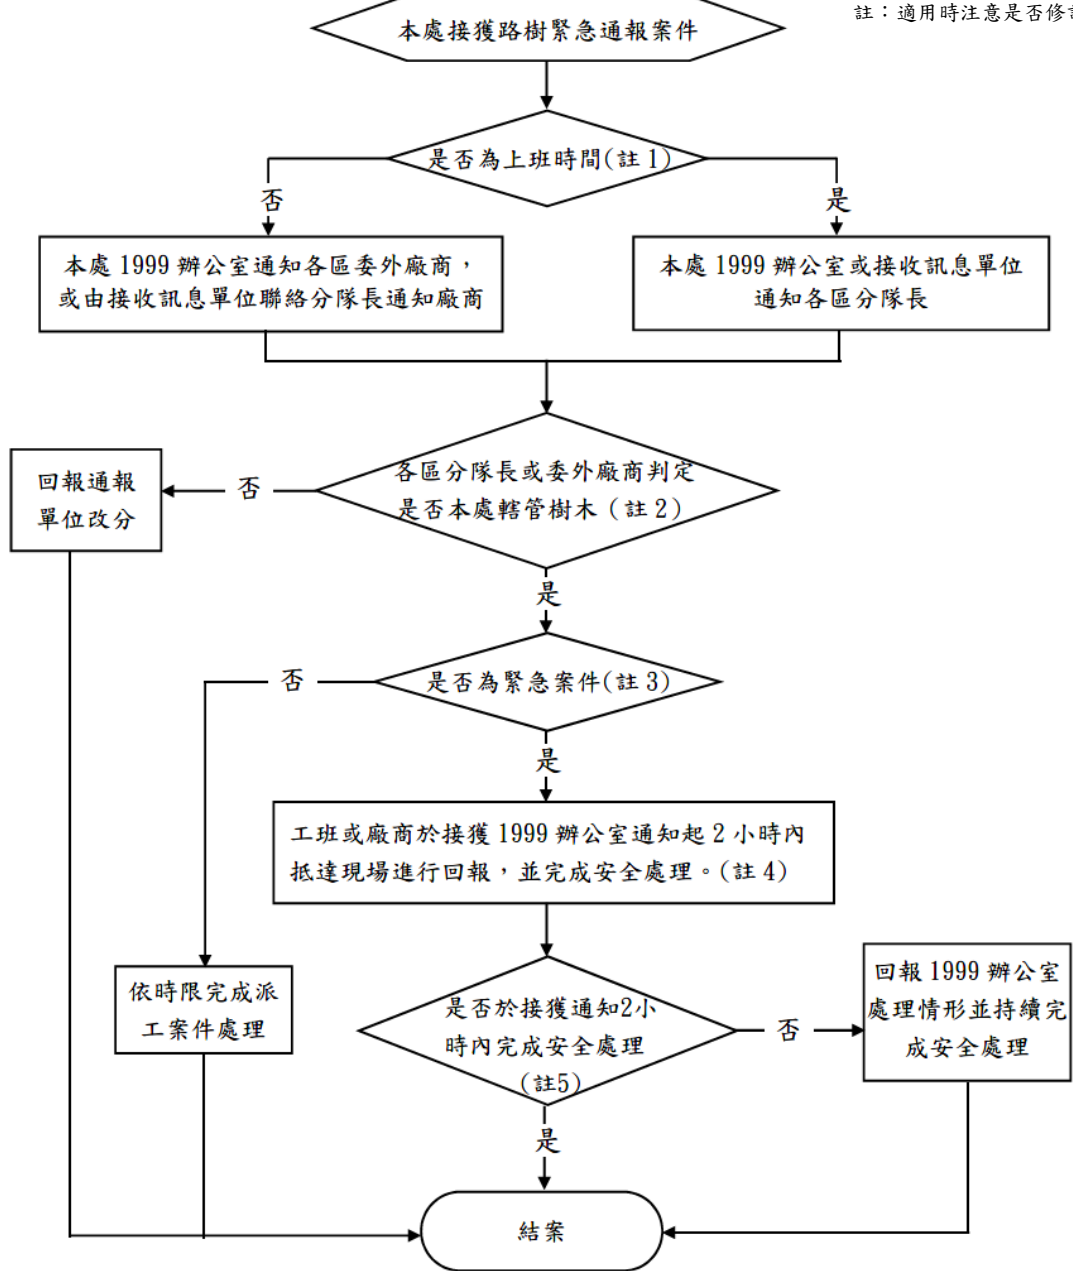 註：適用時注意是否修
本處接獲路樹緊急通報案件
是否為上班時間(註1)
否
是
本處 1999 辦公室通知各區委外廠商，
或由接收訊息單位聯絡分隊長通知廠商
本處 1999 辦公室或接收訊息單位
通知各區分隊長
各區分隊長或委外廠商判定
是否本處轄管樹木（註2）
否
回報通報
單位改分
是
是否為緊急案件(註3)
否
是
工班或廠商於接獲 1999 辦公室通知起 2 小時內
抵達現場進行回報，並完成安全處理。(註4)
依時限完成派
工案件處理
是否於接獲通知2小
時內完成安全處理
(註5)
否
回報 1999 辦公室
處理情形並持續完
成安全處理
是
結案